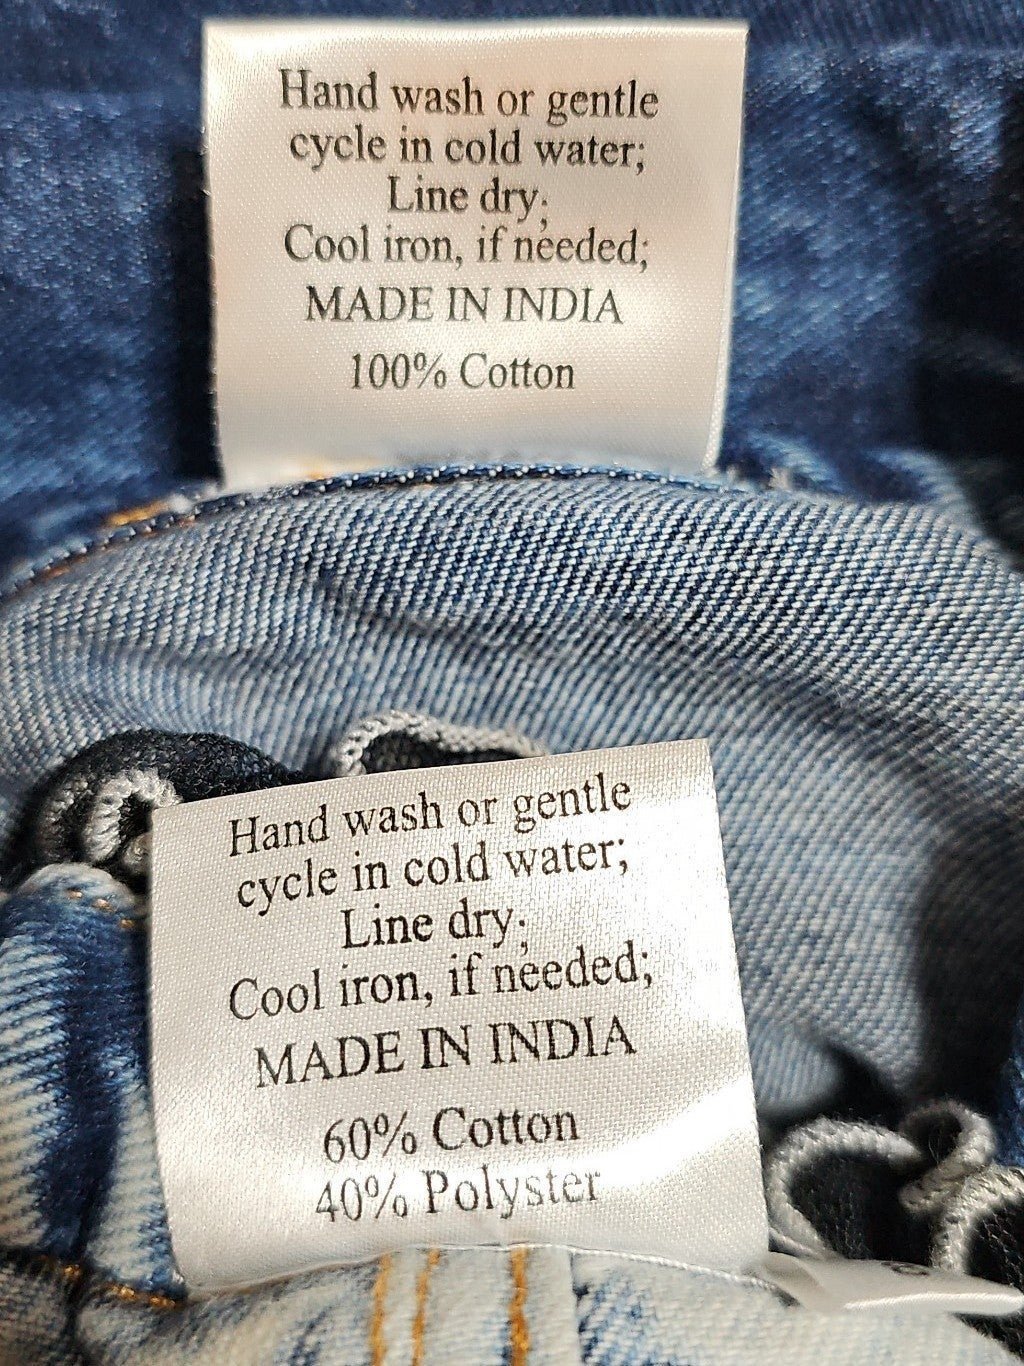 Hand wash or gentle
cycle in cold water;
Line dry;
Cool iron, if needed;
MADE IN INDIA
100% Cotton
Hand wash or gentle
cycle in cold water;
Line dry;
Cool iron, if needed;
MADE IN INDIA
60% Cotton
40% Polyster